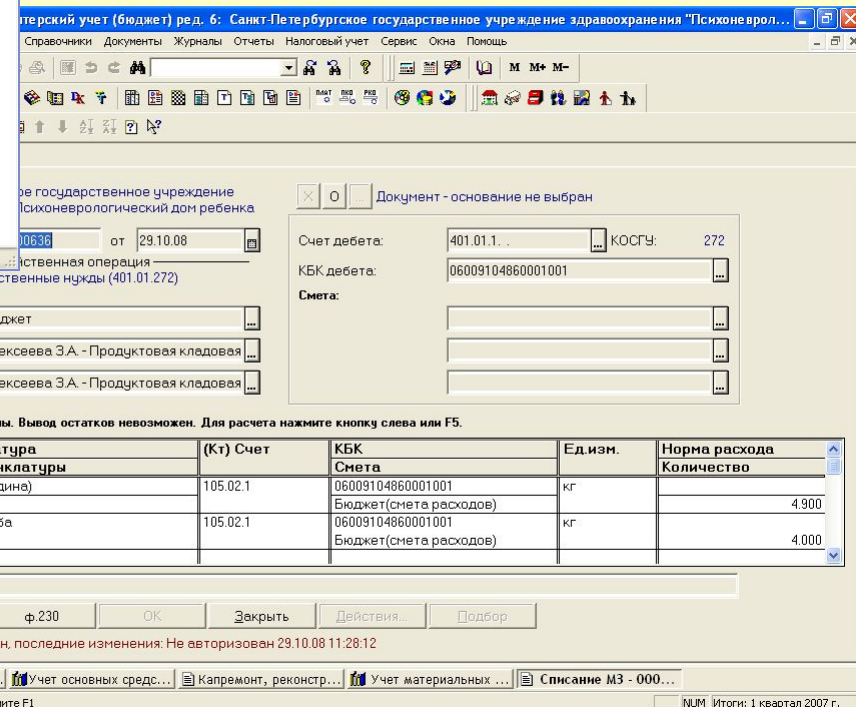 терский учет (бюджет) ред. 6: Санкт-Петербургское государственное учреждение здравоохранения "Психоневрол...
Справочники Документы Журналы Отчеты Налоговый учет Сервис Окна Помощь
M M+ M-
ое государственное учреждение
Психоневрологический дом ребенка
X О ... Документ - основание не выбран
00636 от 29.10.08
Счет дебета: 401.01.1. . ... КОСГУ: 272
йственная операция
ственные нужды (401.01.272)
КБК дебета: 06009104860001001 ...
Смета:
джет ...
ексеева З.А. - Продуктовая кладовая ...
ексеева З.А. - Продуктовая кладовая ...
ны. Вывод остатков невозможен. Для расчета нажмите кнопку слева или F5.
тура (Кт) Счет КБК Ед.изм. Норма расхода
нклатуры Смета Количество
дина) 105.02.1 06009104860001001 кг
Бюджет(смета расходов) 4.900
ба 105.02.1 06009104860001001 кг
Бюджет(смета расходов) 4.000
ф.230 OK Закрыть Действия... Подбор
н, последние изменения: Не авторизован 29.10.08 11:28:12
Учет основных средс... Капремонт, реконстр... Учет материальных ... Списание МЗ - 000...
ите F1 NUM Итоги: 1 квартал 2007 г.